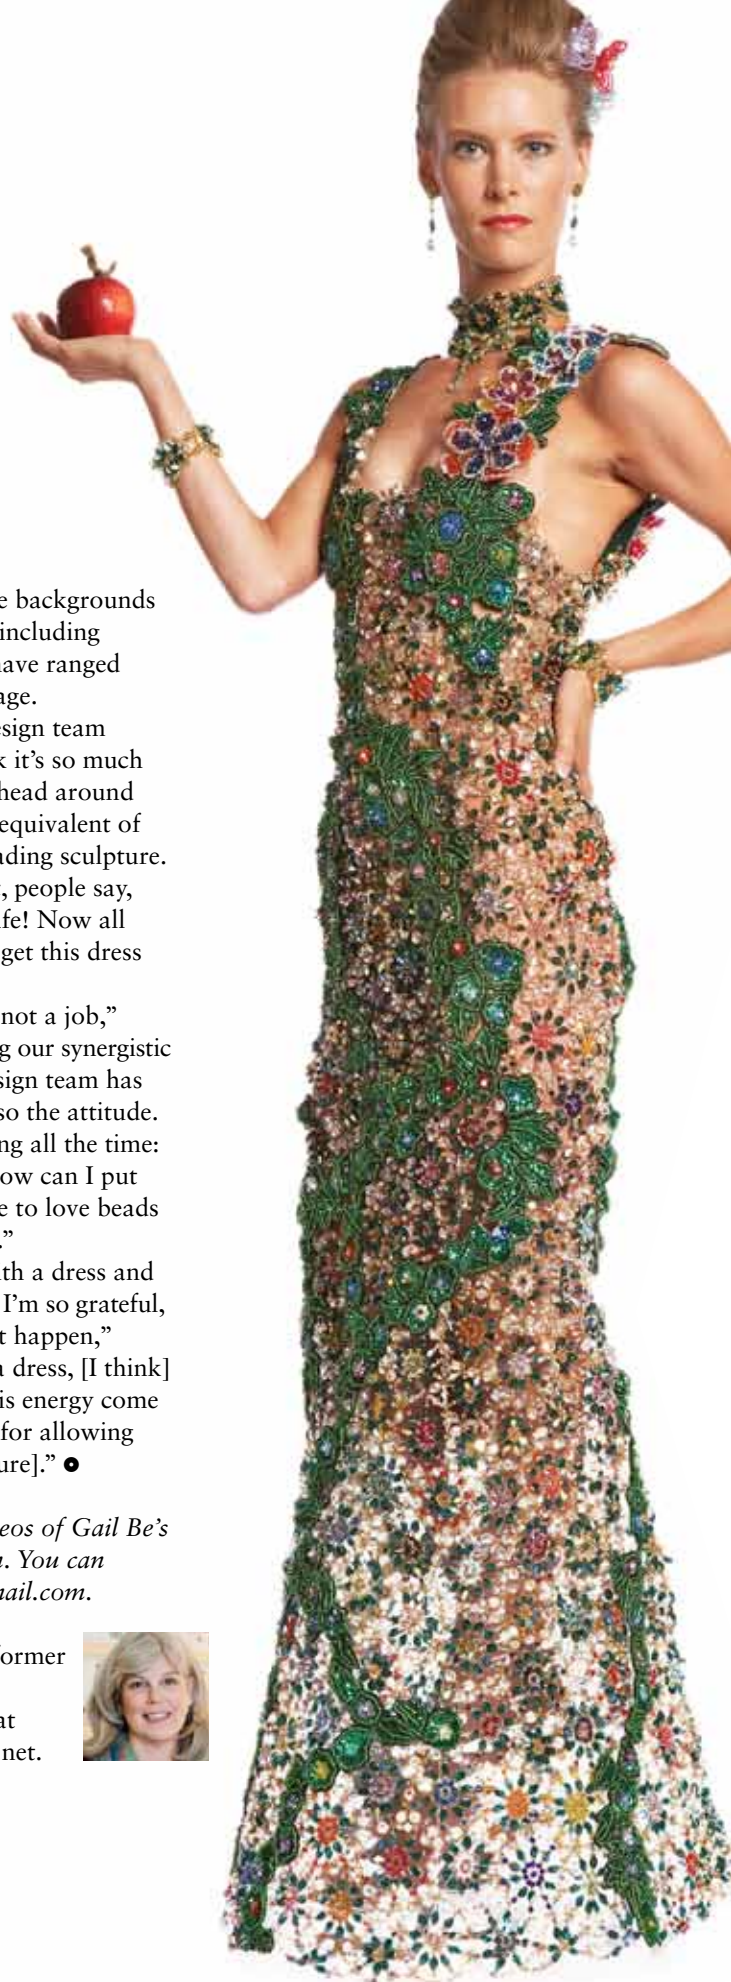 e backgrounds
including
have ranged
age.
sign team
k it's so much
head around
equivalent of
ading sculpture.
, people say,
ife! Now all
get this dress
not a job,"
g our synergistic
sign team has
so the attitude.
ng all the time:
ow can I put
e to love beads
."
th a dress and
I'm so grateful,
t happen,"
a dress, [I think]
is energy come
for allowing
ure]."
eos of Gail Be's
n. You can
nail.com.
ormer
at
net.